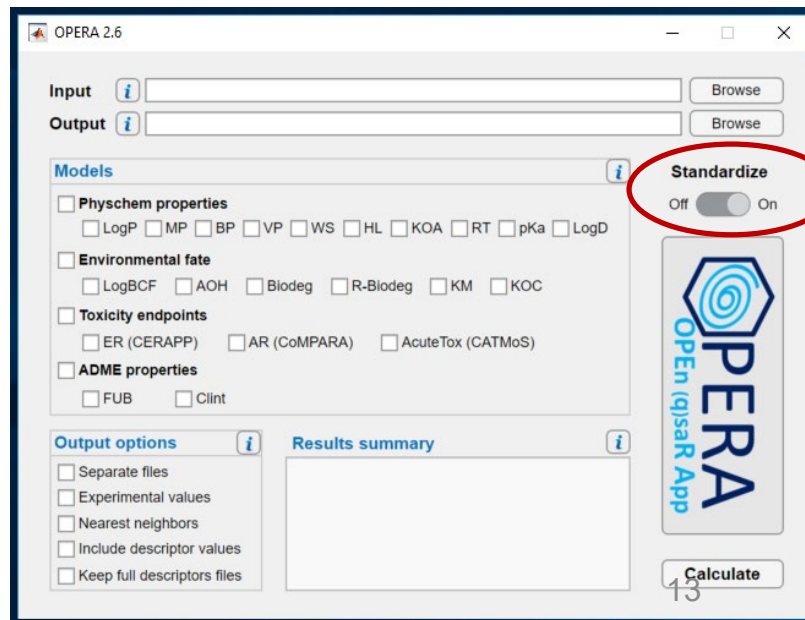 OPERA 2.6
Input i Browse
Output i Browse
Models i
Physchem properties
LogP MP BP VP WS HL KOA RT pKa LogD
Environmental fate
LogBCF AOH Biodeg R-Biodeg KM KOC
Toxicity endpoints
ER (CERAPP) AR (CoMPARA) AcuteTox (CATMoS)
ADME properties
FUB Clint
Standardize
Off On
OPERA
OPEn (q)saR App
Output options i
Separate files
Experimental values
Nearest neighbors
Include descriptor values
Keep full descriptors files
Results summary i
Calculate
13